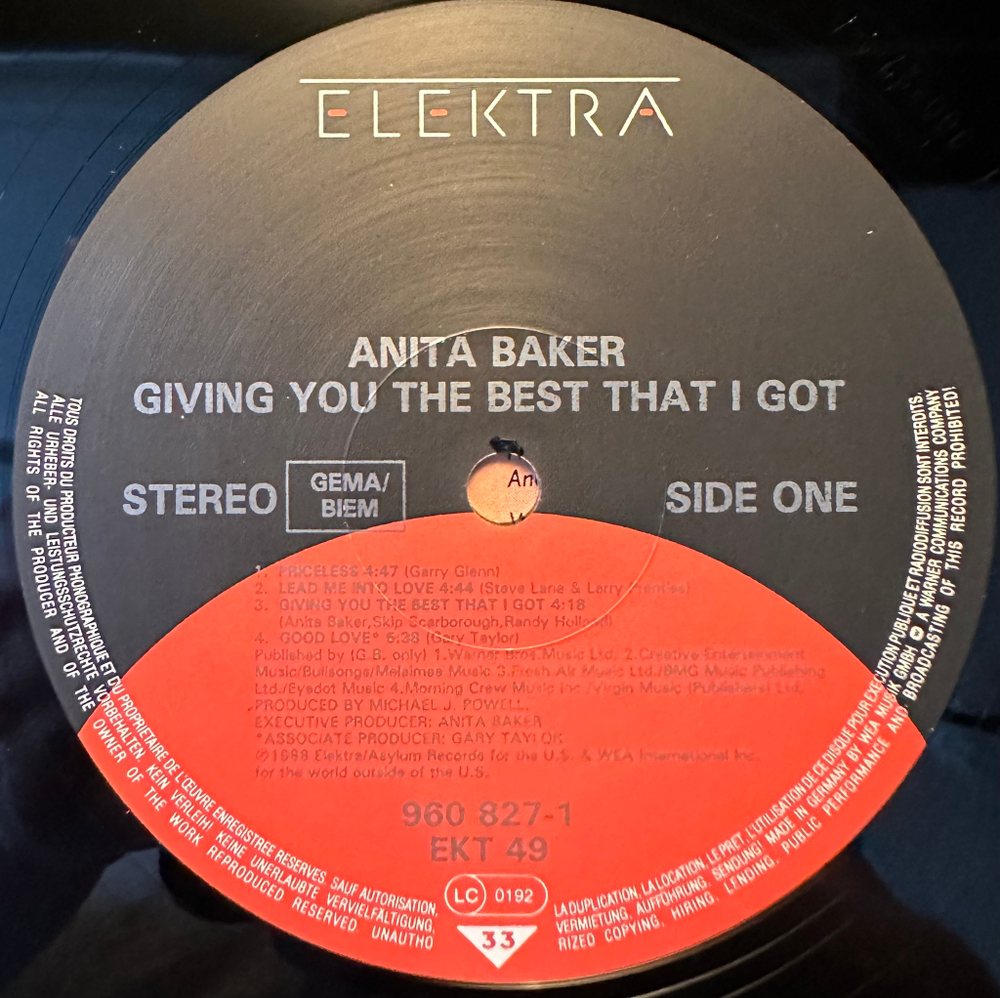 ELEKTRA
ANITA BAKER
GIVING YOU THE BEST THAT I GOT
STEREO
GEMA/
BIEM
An
SIDE ONE
1. PRICELESS 4:47 (Garry Glenn)
2. LEAD ME INTO LOVE 4:44 (Steve Lane & Larry Prenties)
3. GIVING YOU THE BEST THAT I GOT 4:18
(Anita Baker,Skip Scarborough,Randy Holland)
4. GOOD LOVE* 5:38 (Gary Taylor)
Published by (G.B. only) 1.Warner Bros.Music Ltd. 2.Creative Entertainment
Music/Bullsongs/Melaimee Music 3.Fresh Air Music Ltd./BMG Music Publishing
Ltd./Eyedot Music 4.Morning Crew Music Inc./Virgin Music (Publishers) Ltd.
PRODUCED BY MICHAEL J. POWELL.
EXECUTIVE PRODUCER: ANITA BAKER
*ASSOCIATE PRODUCER: GARY TAYLOR
℗1988 Elektra/Asylum Records for the U.S. & WEA International Inc.
for the world outside of the U.S.
960 827-1
EKT 49
LC 0192
33
TOUS DROITS DU PRODUCTEUR PHONOGRAPHIQUE ET DU PROPRIETAIRE DE L'ŒUVRE ENREGISTREE RESERVES. SAUF AUTORISATION,
LA DUPLICATION, LA LOCATION, LE PRET, L'UTILISATION DE CE DISQUE POUR EXECUTION PUBLIQUE ET RADIODIFFUSION SONT INTERDITS.
ALLE URHEBER- UND LEISTUNGSSCHUTZRECHTE VORBEHALTEN. KEIN VERLEIH! KEINE UNERLAUBTE VERVIELFÄLTIGUNG,
VERMIETUNG, AUFFÜHRUNG, SENDUNG! MADE IN GERMANY BY WEA MUSIK GMBH A WARNER COMMUNICATIONS COMPANY
ALL RIGHTS OF THE PRODUCER AND OF THE OWNER OF THE WORK REPRODUCED RESERVED UNAUTHO
RIZED COPYING, HIRING, LENDING, PUBLIC PERFORMANCE AND BROADCASTING OF THIS RECORD PROHIBITED!